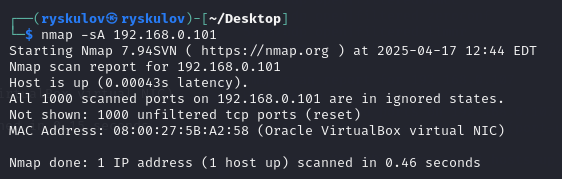 ┌──(ryskulov㉿ryskulov)-[~/Desktop]
└─$ nmap -sA 192.168.0.101
Starting Nmap 7.94SVN ( https://nmap.org ) at 2025-04-17 12:44 EDT
Nmap scan report for 192.168.0.101
Host is up (0.00043s latency).
All 1000 scanned ports on 192.168.0.101 are in ignored states.
Not shown: 1000 unfiltered tcp ports (reset)
MAC Address: 08:00:27:5B:A2:58 (Oracle VirtualBox virtual NIC)
Nmap done: 1 IP address (1 host up) scanned in 0.46 seconds